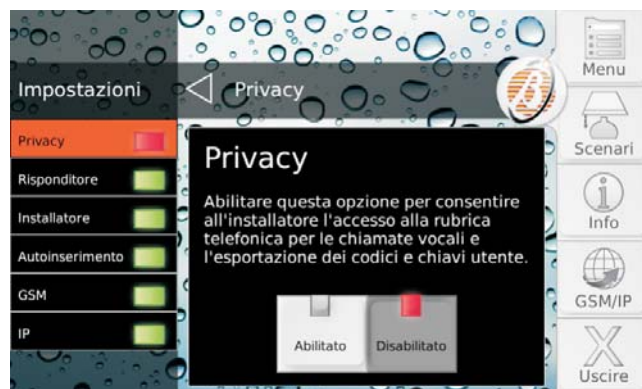 Impostazioni
Privacy
Menu
Privacy
Risponditore
Installatore
Autoinserimento
GSM
IP
Privacy
Abilitare questa opzione per consentire
all'installatore l'accesso alla rubrica
telefonica per le chiamate vocali e
l'esportazione dei codici e chiavi utente.
Abilitato
Disabilitato
Scenari
Info
GSM/IP
Uscire